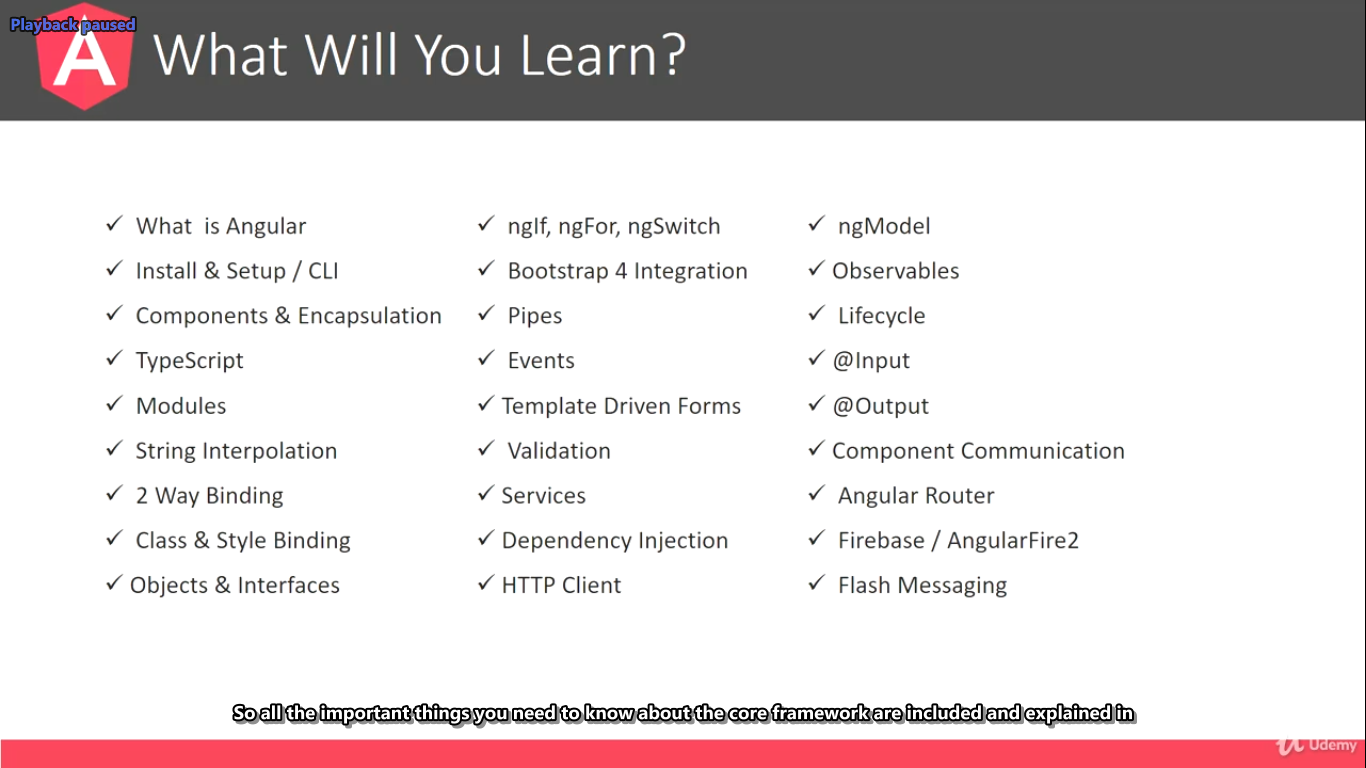 Playback paused
What Will You Learn?
✓ What is Angular
✓ Install & Setup / CLI
✓ Components & Encapsulation
✓ TypeScript
✓ Modules
✓ String Interpolation
✓ 2 Way Binding
✓ Class & Style Binding
✓ Objects & Interfaces
✓ ngIf, ngFor, ngSwitch
✓ Bootstrap 4 Integration
✓ Pipes
✓ Events
✓ Template Driven Forms
✓ Validation
✓ Services
✓ Dependency Injection
✓ HTTP Client
✓ ngModel
✓ Observables
✓ Lifecycle
✓ @Input
✓ @Output
✓ Component Communication
✓ Angular Router
✓ Firebase / AngularFire2
✓ Flash Messaging
So all the important things you need to know about the core framework are included and explained in
Udemy